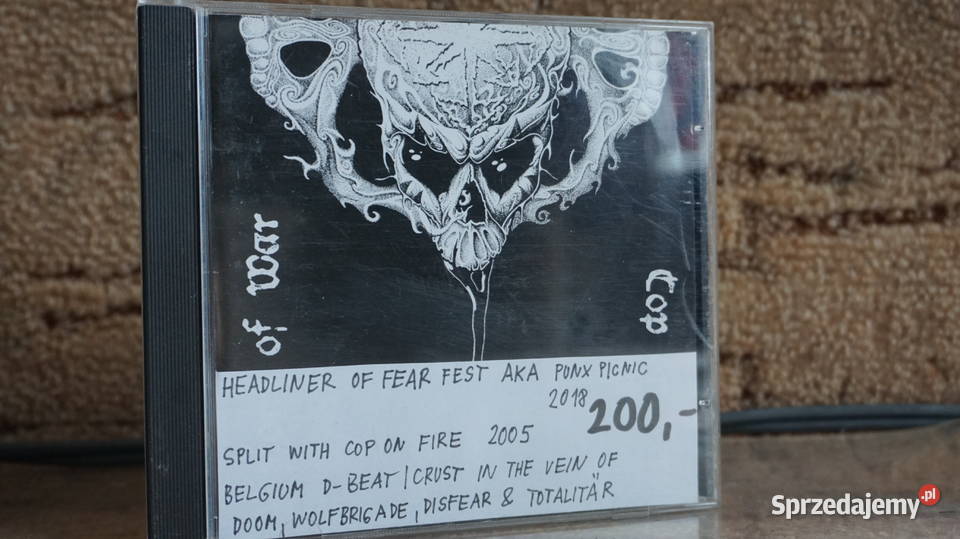 of War
Cop
HEADLINER OF FEAR FEST AKA PUNX PICNIC
2018 200,-
SPLIT WITH COP ON FIRE 2005
BELGIUM D-BEAT/CRUST IN THE VEIN OF
DOOM, WOLFBRIGADE, DISFEAR & TOTALITÄR
Sprzedajemy.pl